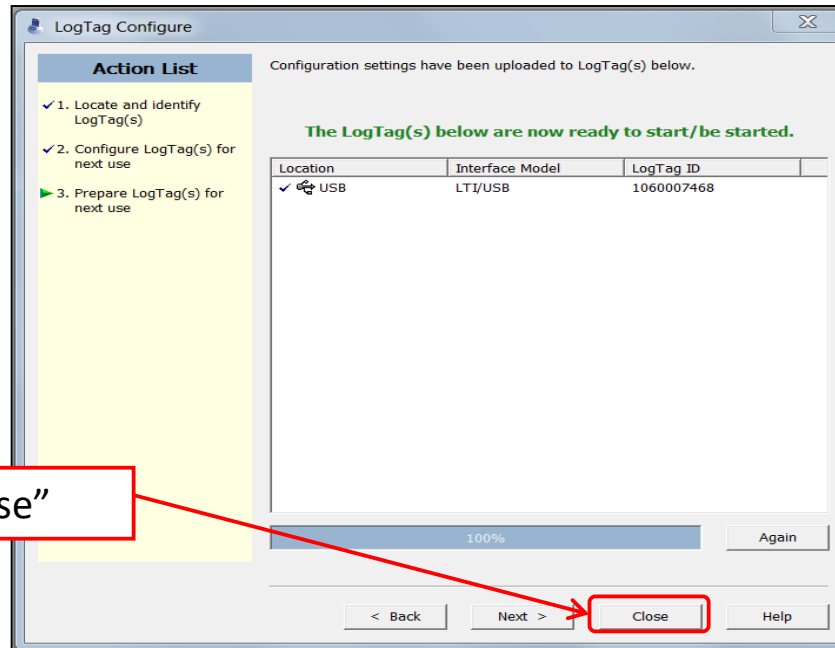 LogTag Configure
Action List
1. Locate and identify
LogTag(s)
2. Configure LogTag(s) for
next use
3. Prepare LogTag(s) for
next use
Configuration settings have been uploaded to LogTag(s) below.
The LogTag(s) below are now ready to start/be started.
Location Interface Model LogTag ID
USB LTI/USB 1060007468
se”
100%
Again
< Back Next > Close Help